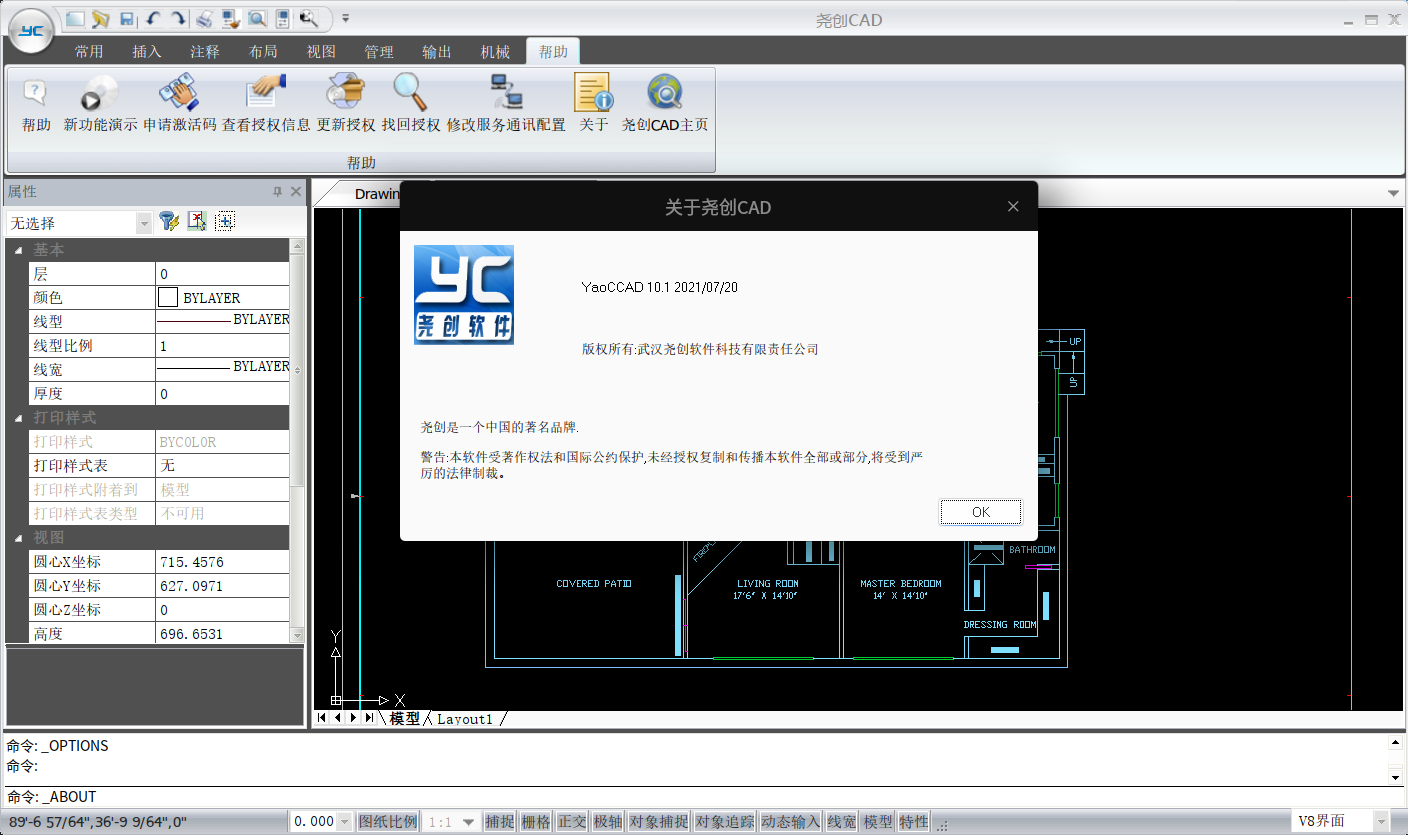 YC
尧创CAD
常用 插入 注释 布局 视图 管理 输出 机械 帮助
帮助 新功能演示 申请激活码 查看授权信息 更新授权 找回授权 修改服务通讯配置 关于 尧创CAD主页
帮助
属性
无选择
基本
层 0
颜色 BYLAYER
线型 BYLAYER
线型比例 1
线宽 BYLAYER
厚度 0
打印样式
打印样式 BYCOLOR
打印样式表 无
打印样式附着到 模型
打印样式表类型 不可用
视图
圆心X坐标 715.4576
圆心Y坐标 627.0971
圆心Z坐标 0
高度 696.6531
Drawin
关于尧创CAD
YC
尧创软件
YaoCCAD 10.1 2021/07/20
版权所有:武汉尧创软件科技有限责任公司
尧创是一个中国的著名品牌.
警告:本软件受著作权法和国际公约保护,未经授权复制和传播本软件全部或部分,将受到严
厉的法律制裁。
OK
UP
UP
BATHROOM
COVERED PATIO
LIVING ROOM
17'6" X 14'10"
MASTER BEDROOM
14' X 14'10"
DRESSING ROOM
Y
X
模型 Layout1
命令: _OPTIONS
命令:
命令: _ABOUT
89'-6 57/64",36'-9 9/64",0"
0.000 图纸比例 1:1 捕捉 栅格 正交 极轴 对象捕捉 对象追踪 动态输入 线宽 模型 特性
V8界面